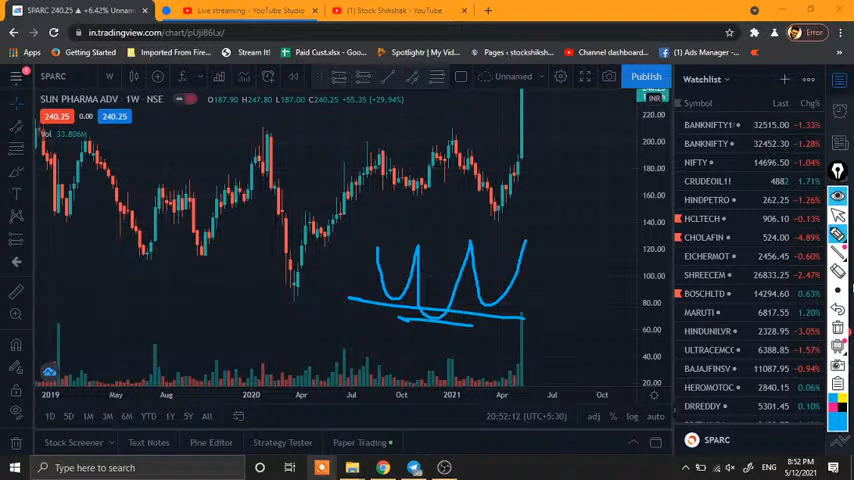 SPARC 240.25 ▲ +6.42% Unnam
Live streaming - YouTube Studio
(1) Stock Shikshak - YouTube
in.tradingview.com/chart/pUjiB6Lx/
Error
Apps
Getting Started
Imported From Firef...
Stream It!
Paid Cust.xlsx - Goo...
Spotlightr | My Vide...
Pages ‹ stockshiksh...
Channel dashboard...
(1) Ads Manager - ...
SPARC
W
Unnamed
Publish
Watchlist
SUN PHARMA ADV · 1W · NSE
O187.90 H247.80 L187.00 C240.25 +55.35 (+29.94%)
INR
Symbol Last Chg%
240.25 0.00 240.25
Vol 33.806M
220.00
200.00
180.00
160.00
140.00
120.00
100.00
80.00
60.00
40.00
20.00
BANKNIFTY1! 32515.00 -1.33%
BANKNIFTY 32452.30 -1.28%
NIFTY 14696.50 -1.04%
CRUDEOIL1! 4882 1.71%
HINDPETRO 262.25 -1.26%
HCLTECH 906.10 -0.13%
CHOLAFIN 524.00 -4.89%
EICHERMOT 2456.45 -0.60%
SHREECEM 26833.25 -2.47%
BOSCHLTD 14294.60 0.63%
MARUTI 6817.55 1.20%
HINDUNILVR 2328.95 -3.05%
ULTRACEMC 6388.85 -1.57%
BAJAJFINSV 11087.95 -0.94%
HEROMOTOC 2840.15 0.06%
DRREDDY 5301.45 0.10%
2019 May Aug 2020 Apr Jul Oct 2021 Apr Jul Oct
1D 5D 1M 3M 6M YTD 1Y 5Y All
20:52:12 (UTC+5:30) adj % log auto
SPARC
Stock Screener Text Notes Pine Editor Strategy Tester Paper Trading
Type here to search
ENG
8:52 PM
5/12/2021